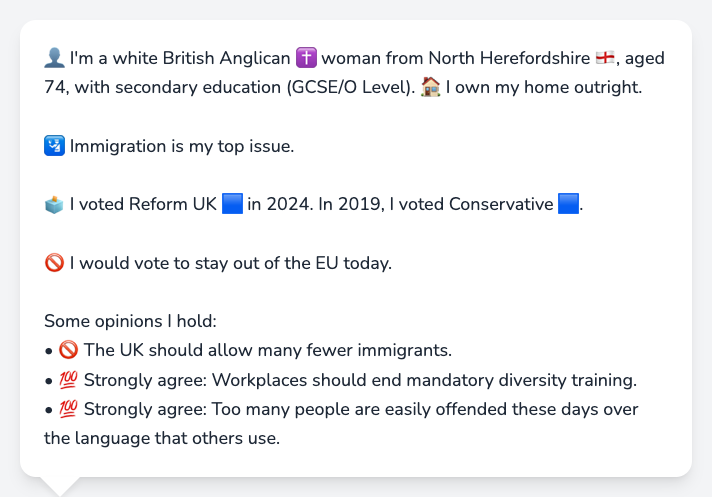 👤 I'm a white British Anglican ✝️ woman from North Herefordshire 🏴󠁧󠁢󠁥󠁮󠁧󠁿, aged
74, with secondary education (GCSE/O Level). 🏠 I own my home outright.
🛂 Immigration is my top issue.
🗳️ I voted Reform UK 🟦 in 2024. In 2019, I voted Conservative 🟦.
🚫 I would vote to stay out of the EU today.
Some opinions I hold:
• 🚫 The UK should allow many fewer immigrants.
• 💯 Strongly agree: Workplaces should end mandatory diversity training.
• 💯 Strongly agree: Too many people are easily offended these days over
the language that others use.